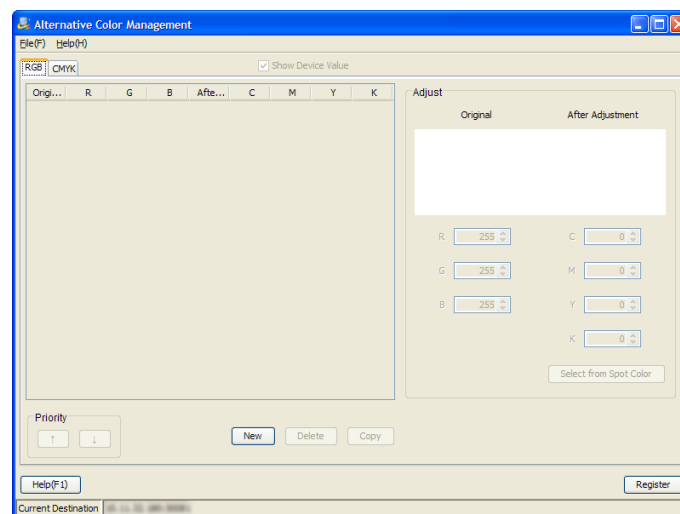 Alternative Color Management
File(F) Help(H)
RGB CMYK Show Device Value
Origi... R G B Afte... C M Y K
Adjust
Original After Adjustment
R 255 C 0
G 255 M 0
B 255 Y 0
K 0
Select from Spot Color
Priority
↑ ↓ New Delete Copy
Help(F1) Register
Current Destination